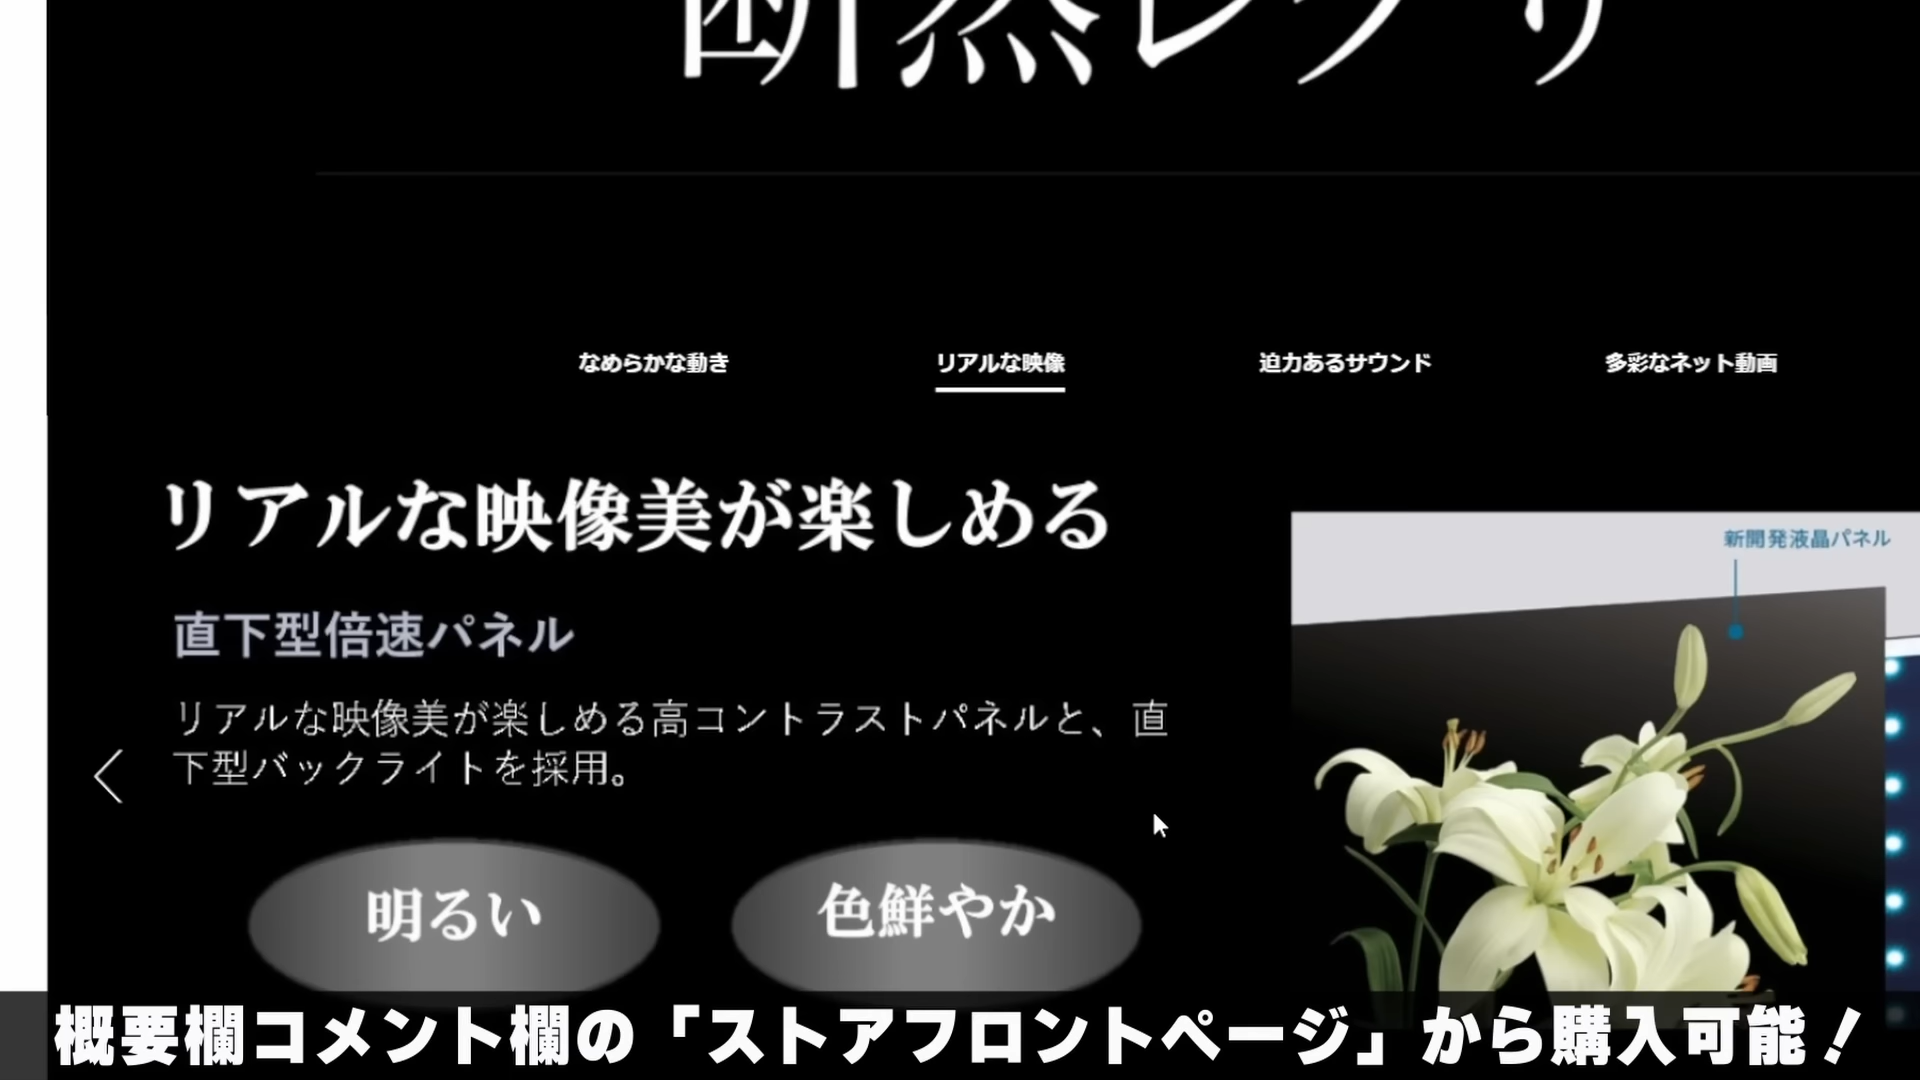 断然レグザ
なめらかな動き
リアルな映像
迫力あるサウンド
多彩なネット動画
リアルな映像美が楽しめる
新開発液晶パネル
直下型倍速パネル
リアルな映像美が楽しめる高コントラストパネルと、直
下型バックライトを採用。
明るい
色鮮やか
概要欄コメント欄の「ストアフロントページ」から購入可能!